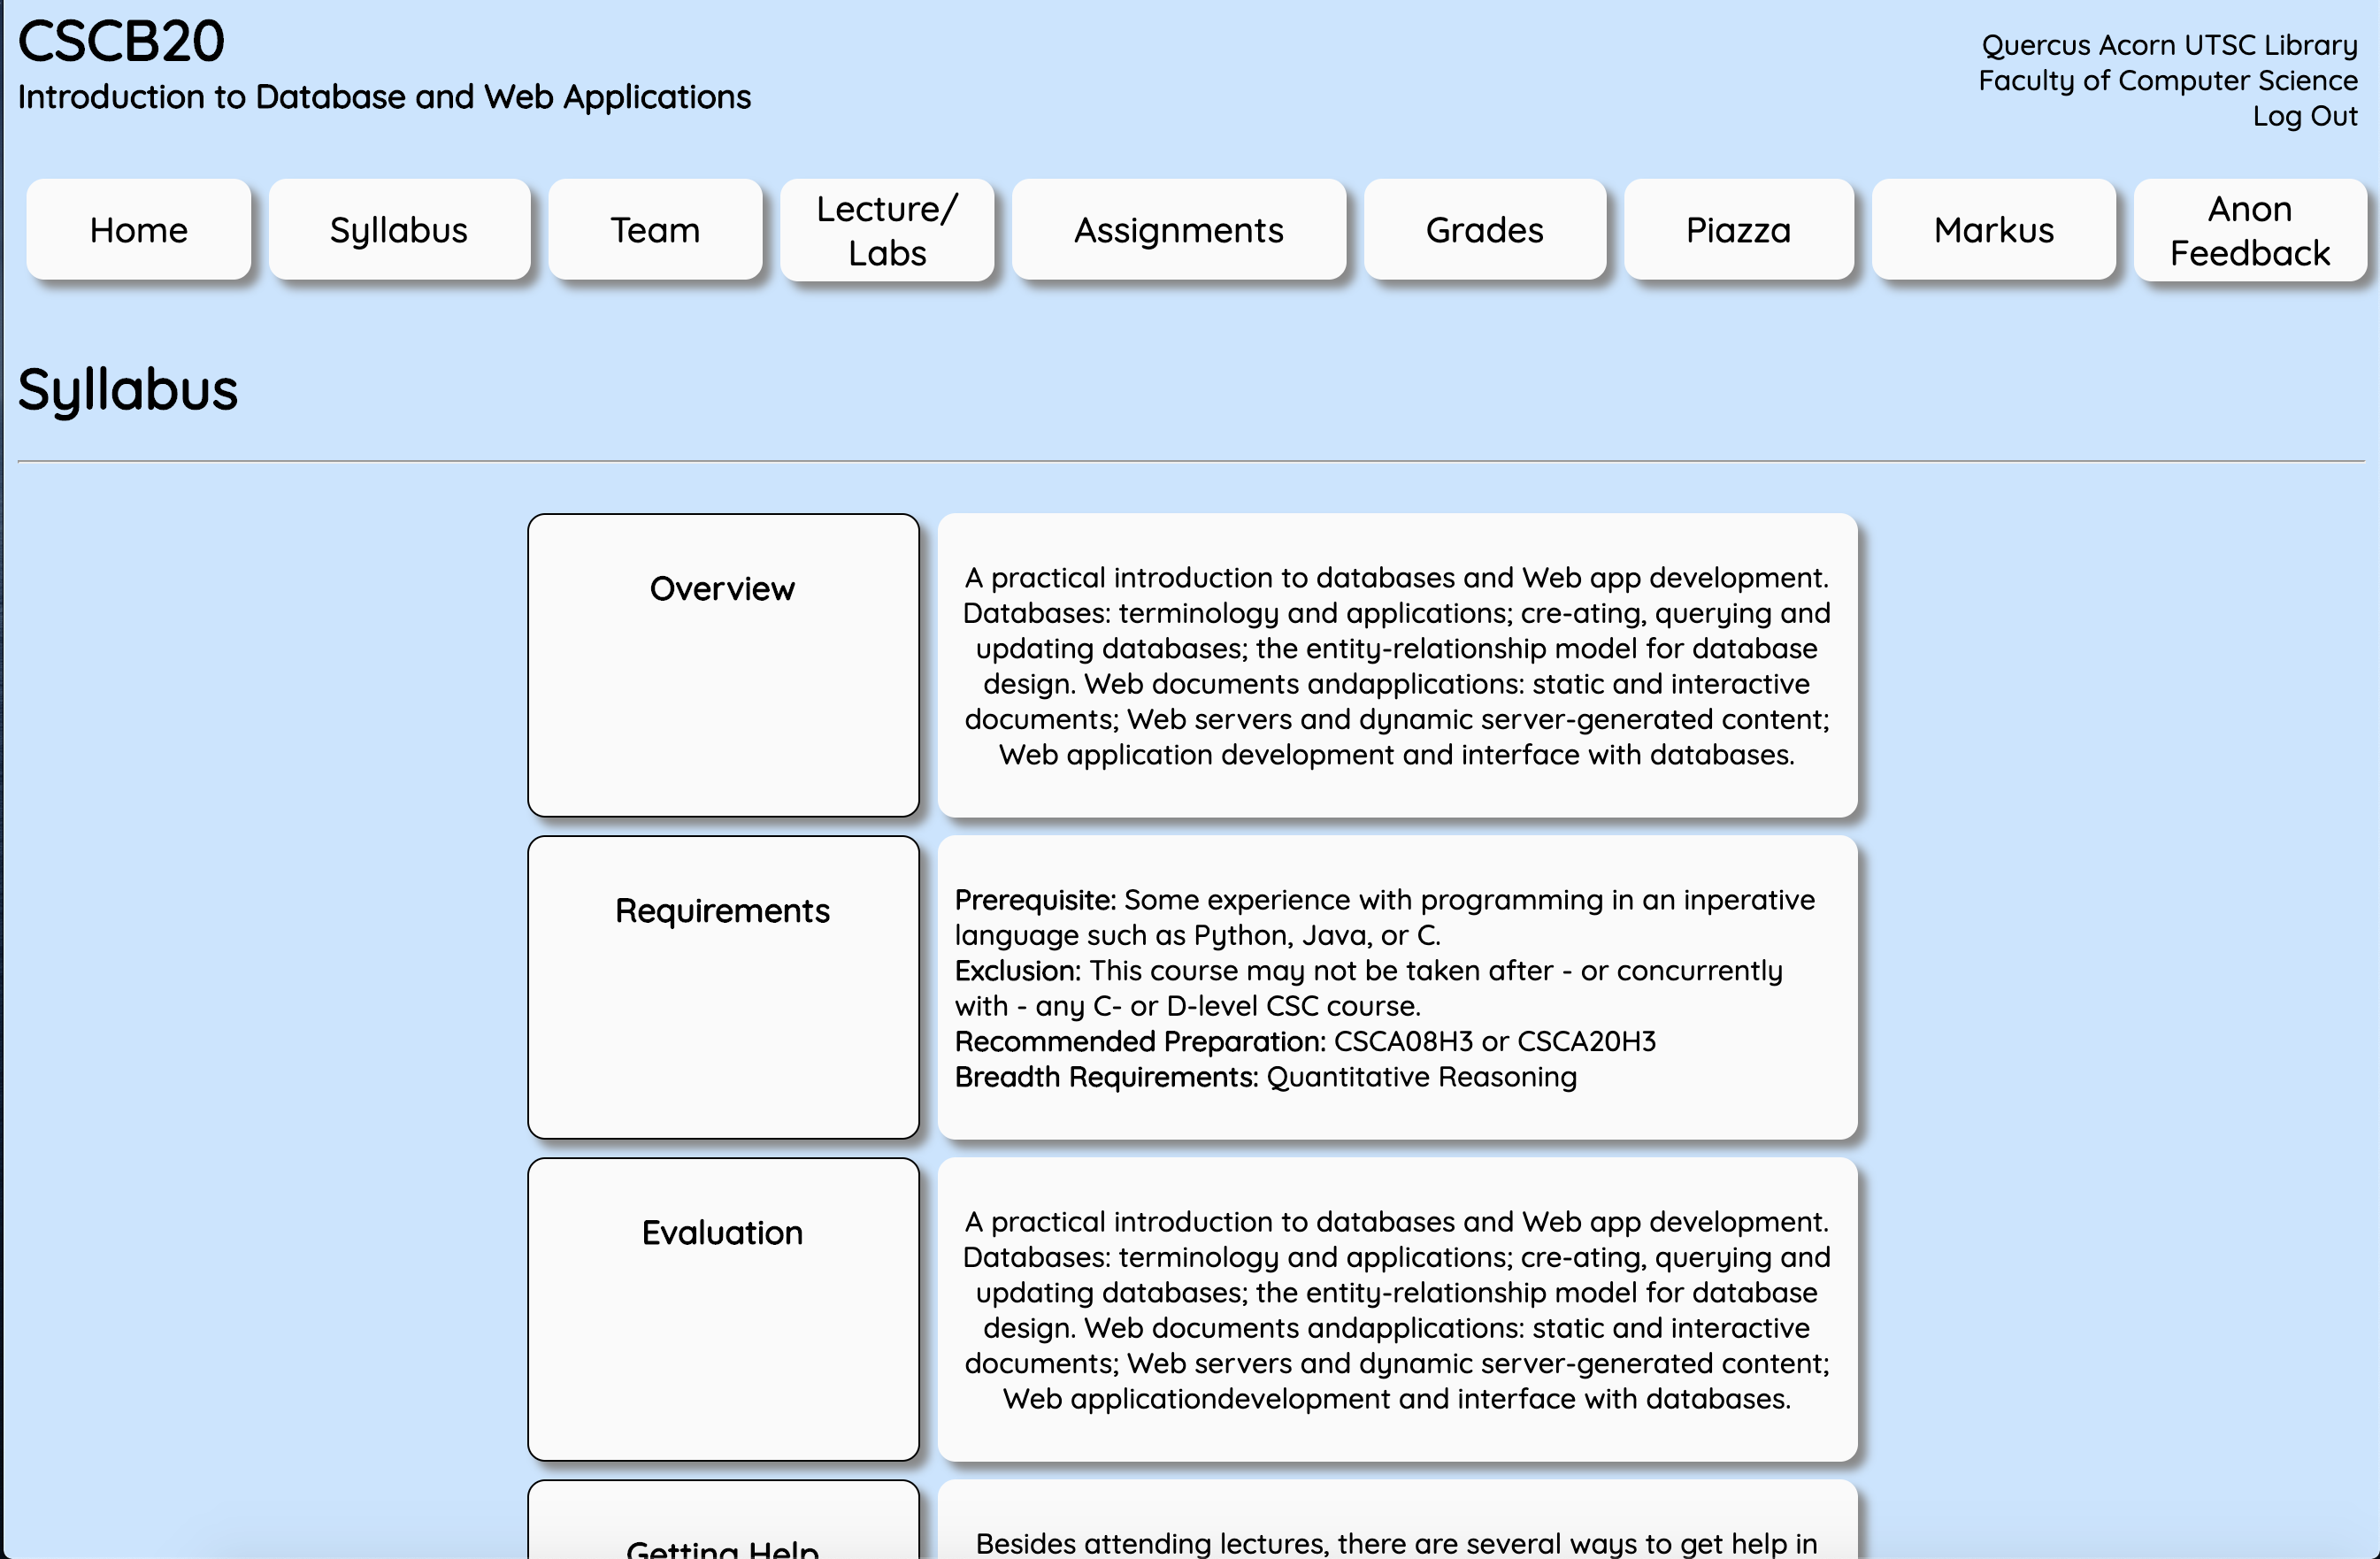 CSCB20
Introduction to Database and Web Applications
Quercus Acorn UTSC Library
Faculty of Computer Science
Log Out
Home
Syllabus
Team
Lecture/
Labs
Assignments
Grades
Piazza
Markus
Anon
Feedback
Syllabus
Overview
A practical introduction to databases and Web app development.
Databases: terminology and applications; cre-ating, querying and
updating databases; the entity-relationship model for database
design. Web documents andapplications: static and interactive
documents; Web servers and dynamic server-generated content;
Web application development and interface with databases.
Requirements
Prerequisite: Some experience with programming in an inperative
language such as Python, Java, or C.
Exclusion: This course may not be taken after - or concurrently
with - any C- or D-level CSC course.
Recommended Preparation: CSCA08H3 or CSCA20H3
Breadth Requirements: Quantitative Reasoning
Evaluation
A practical introduction to databases and Web app development.
Databases: terminology and applications; cre-ating, querying and
updating databases; the entity-relationship model for database
design. Web documents andapplications: static and interactive
documents; Web servers and dynamic server-generated content;
Web applicationdevelopment and interface with databases.
Getting Help
Besides attending lectures, there are several ways to get help in